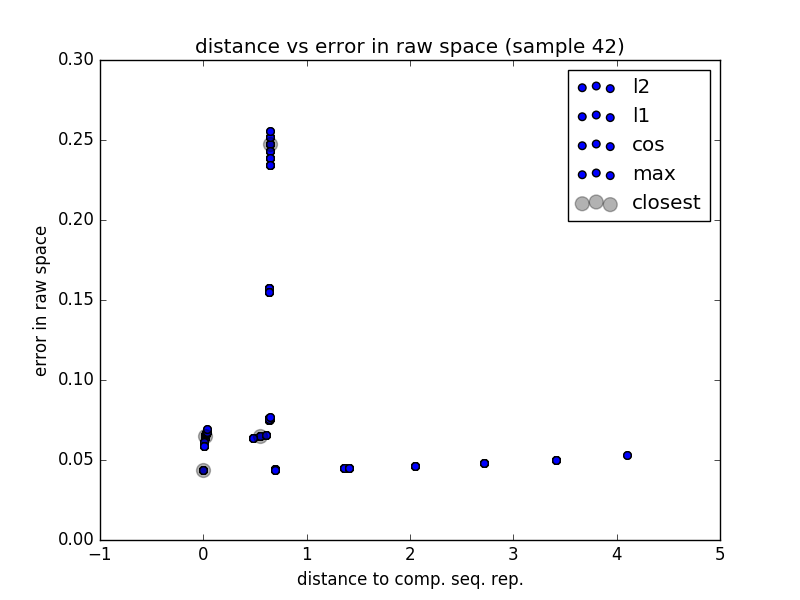 distance vs error in raw space (sample 42)
0.30
0.25
0.20
0.15
0.10
0.05
0.00
error in raw space
l2
l1
cos
max
closest
−1
0
1
2
3
4
5
distance to comp. seq. rep.